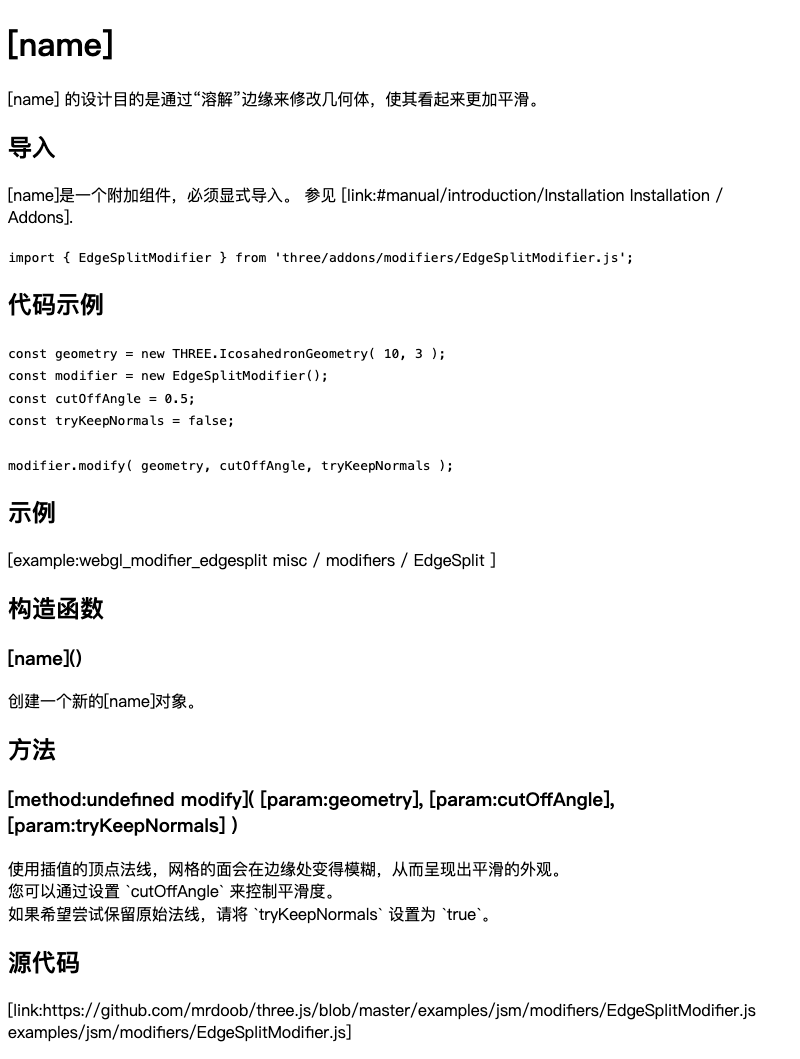 [name]
[name] 的设计目的是通过“溶解”边缘来修改几何体，使其看起来更加平滑。
导入
[name]是一个附加组件，必须显式导入。 参见 [link:#manual/introduction/Installation Installation /
Addons].
import { EdgeSplitModifier } from 'three/addons/modifiers/EdgeSplitModifier.js';
代码示例
const geometry = new THREE.IcosahedronGeometry( 10, 3 );
const modifier = new EdgeSplitModifier();
const cutOffAngle = 0.5;
const tryKeepNormals = false;
modifier.modify( geometry, cutOffAngle, tryKeepNormals );
示例
[example:webgl_modifier_edgesplit misc / modifiers / EdgeSplit ]
构造函数
[name]()
创建一个新的[name]对象。
方法
[method:undefined modify]( [param:geometry], [param:cutOffAngle],
[param:tryKeepNormals] )
使用插值的顶点法线，网格的面会在边缘处变得模糊，从而呈现出平滑的外观。
您可以通过设置 `cutOffAngle` 来控制平滑度。
如果希望尝试保留原始法线，请将 `tryKeepNormals` 设置为 `true`。
源代码
[link:https://github.com/mrdoob/three.js/blob/master/examples/jsm/modifiers/EdgeSplitModifier.js
examples/jsm/modifiers/EdgeSplitModifier.js]